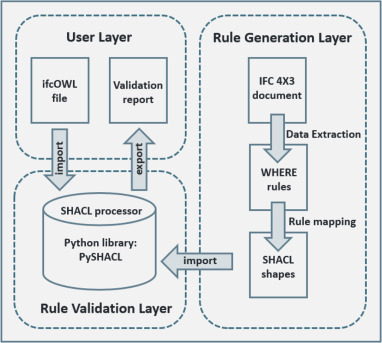 User Layer
ifcOWL
file
Validation
report
import
export
SHACL processor
Python library:
PySHACL
Rule Validation Layer
Rule Generation Layer
IFC 4X3
document
Data Extraction
WHERE
rules
Rule mapping
SHACL
shapes
import